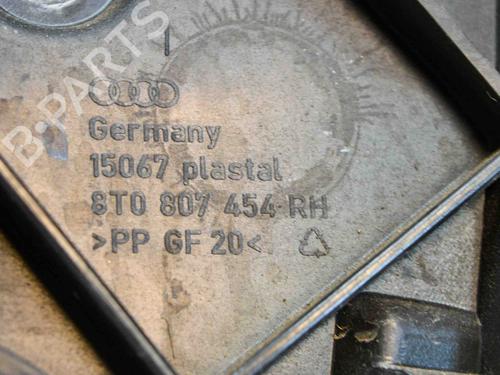 B-PARTS
Germany
15067 plastal
8T0 807 454 RH
>PP GF 20<